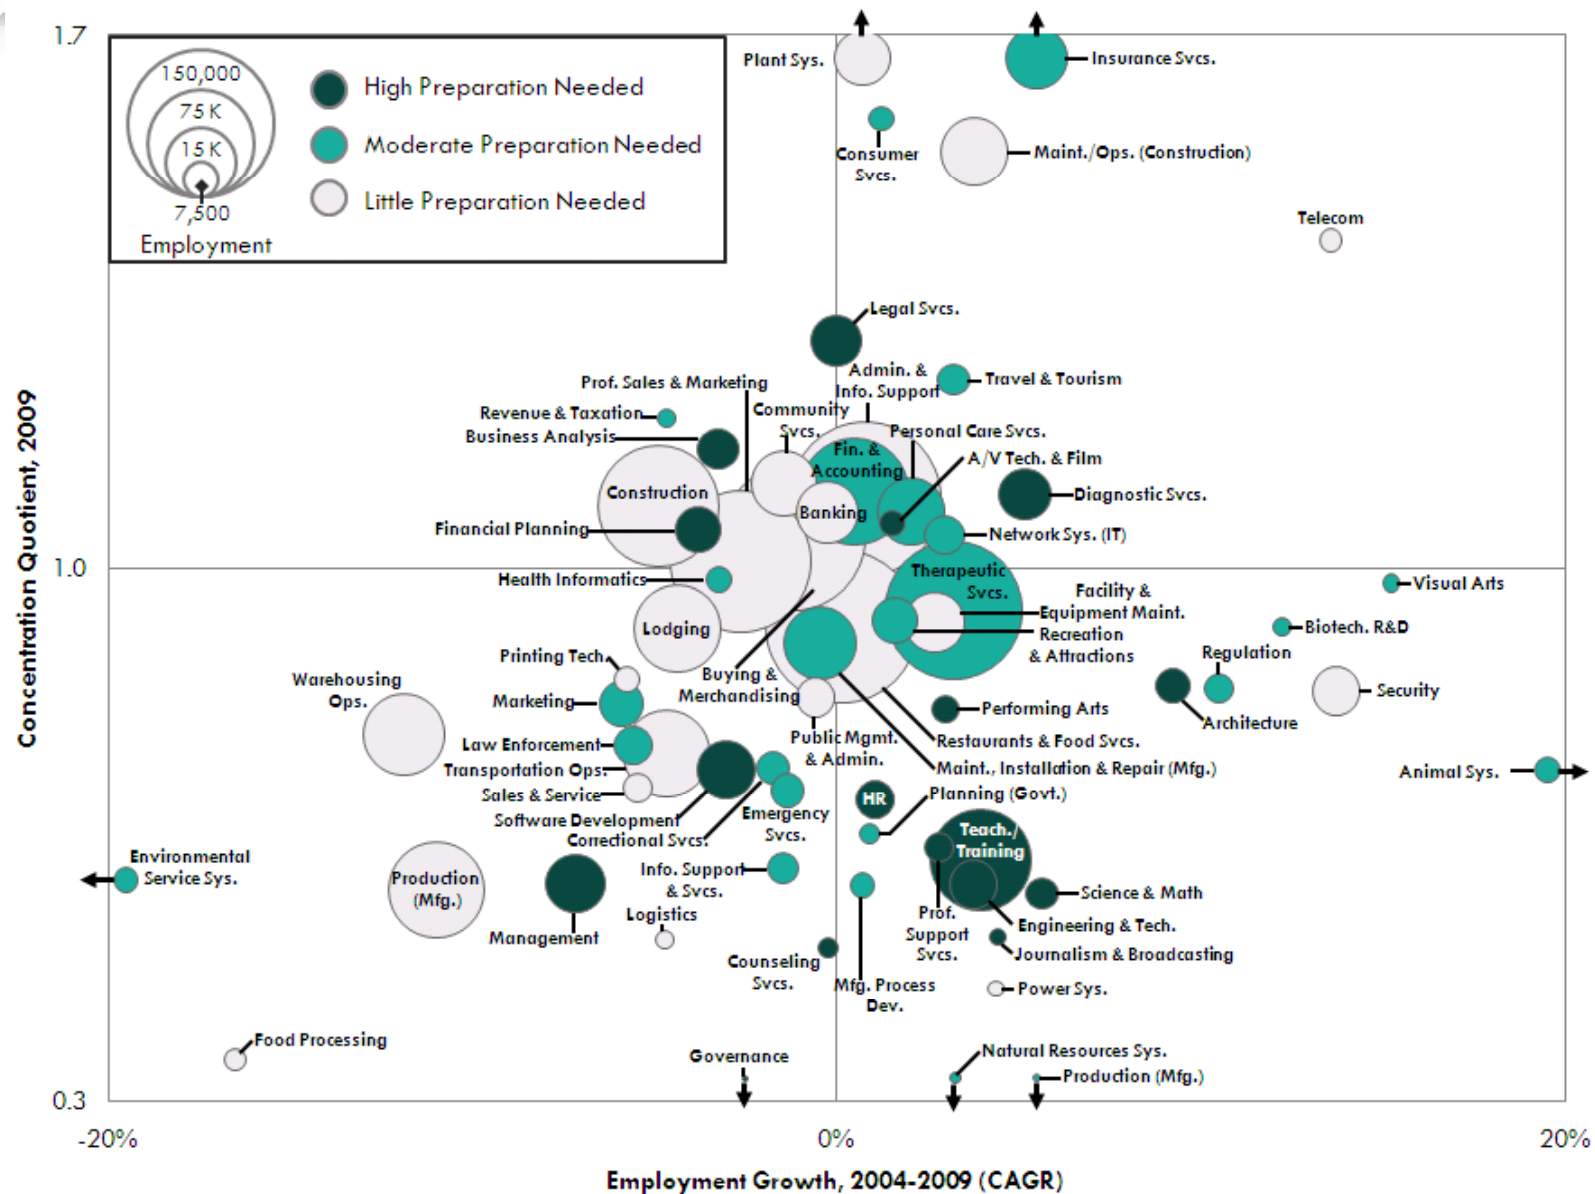 1.7
150,000
75 K
15 K
7,500
Employment
High Preparation Needed
Moderate Preparation Needed
Little Preparation Needed
Plant Sys.
Insurance Svcs.
Consumer
Svcs.
Maint./Ops. (Construction)
Telecom
Legal Svcs.
Admin. &
Info. Support
Travel & Tourism
Prof. Sales & Marketing
Revenue & Taxation
Business Analysis
Community
Svcs.
Personal Care Svcs.
Fin. &
Accounting
A/V Tech. & Film
Construction
Banking
Diagnostic Svcs.
Financial Planning
Network Sys. (IT)
Concentration Quotient, 2009
1.0
Health Informatics
Therapeutic
Svcs.
Facility &
Equipment Maint.
Visual Arts
Lodging
Recreation
& Attractions
Biotech. R&D
Printing Tech.
Buying &
Merchandising
Regulation
Warehousing
Ops.
Marketing
Security
Performing Arts
Architecture
Law Enforcement
Public Mgmt.
& Admin.
Restaurants & Food Svcs.
Transportation Ops.
Maint., Installation & Repair (Mfg.)
Animal Sys.
Sales & Service
HR
Planning (Govt.)
Software Development
Emergency
Svcs.
Correctional Svcs.
Teach./
Training
Environmental
Service Sys.
Production
(Mfg.)
Info. Support
& Svcs.
Science & Math
Logistics
Prof.
Support
Svcs.
Engineering & Tech.
Management
Journalism & Broadcasting
Counseling
Svcs.
Mfg. Process
Dev.
Power Sys.
Food Processing
Governance
Natural Resources Sys.
Production (Mfg.)
0.3
-20%
0%
20%
Employment Growth, 2004-2009 (CAGR)